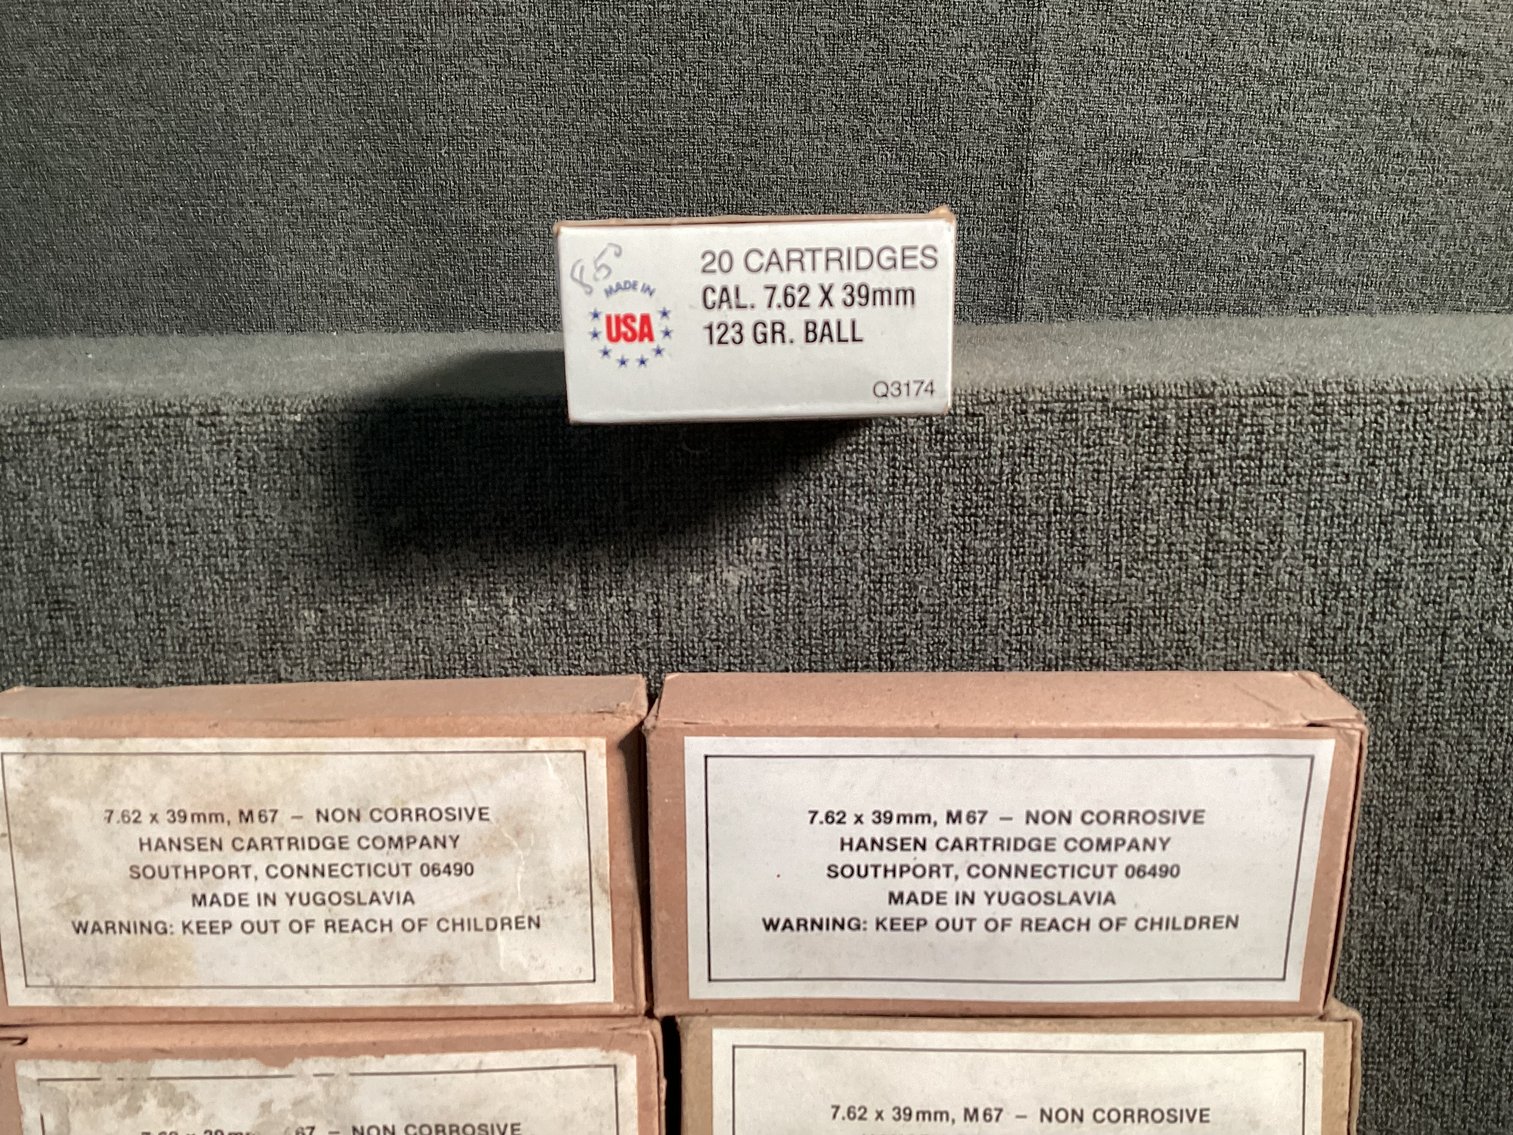 85¢
MADE IN
USA
20 CARTRIDGES
CAL. 7.62 X 39mm
123 GR. BALL
Q3174
7.62 x 39mm, M67 – NON CORROSIVE
HANSEN CARTRIDGE COMPANY
SOUTHPORT, CONNECTICUT 06490
MADE IN YUGOSLAVIA
WARNING: KEEP OUT OF REACH OF CHILDREN
7.62 x 39mm, M67 – NON CORROSIVE
HANSEN CARTRIDGE COMPANY
SOUTHPORT, CONNECTICUT 06490
MADE IN YUGOSLAVIA
WARNING: KEEP OUT OF REACH OF CHILDREN
67 – NON CORROSIVE
7.62 x 39mm, M67 – NON CORROSIVE